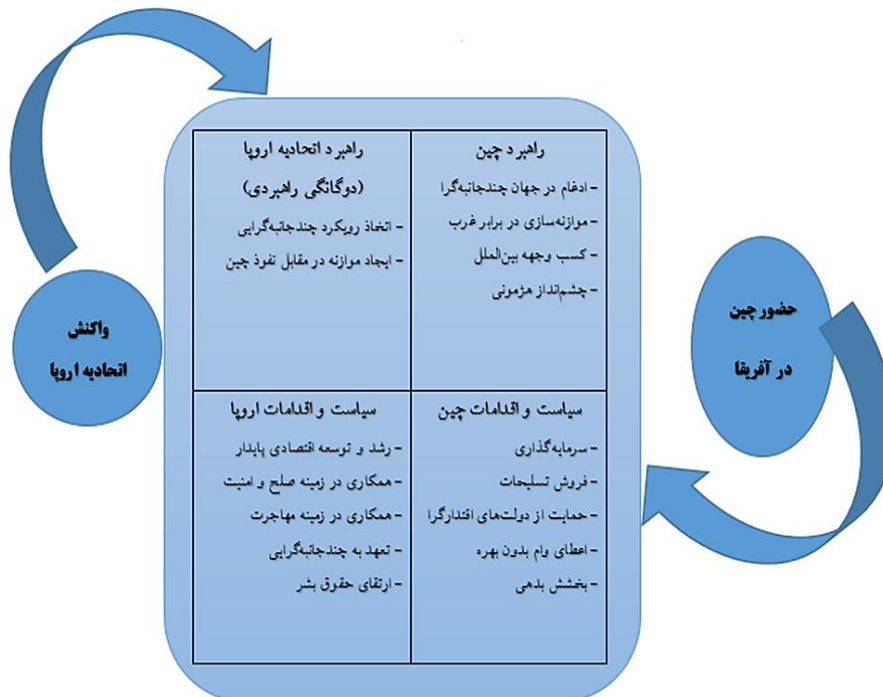 حضور چین
در آفریقا
راهبرد چین
- ادغام در جهان چندجانبه‌گرا
- موازنه‌سازی در برابر غرب
- کسب وجهه بین‌الملل
- چشم‌انداز هژمونی
راهبرد اتحادیه اروپا
(دوگانگی راهبردی)
- اتخاذ رویکرد چندجانبه‌گرایی
- ایجاد موازنه در مقابل نفوذ چین
سیاست و اقدامات چین
- سرمایه‌گذاری
- فروش تسلیحات
- حمایت از دولت‌های اقتدارگرا
- اعطای وام بدون بهره
- بخشش بدهی
سیاست و اقدامات اروپا
- رشد و توسعه اقتصادی پایدار
- همکاری در زمینه صلح و امنیت
- همکاری در زمینه مهاجرت
- تعهد به چندجانبه‌گرایی
- ارتقای حقوق بشر
واکنش
اتحادیه اروپا